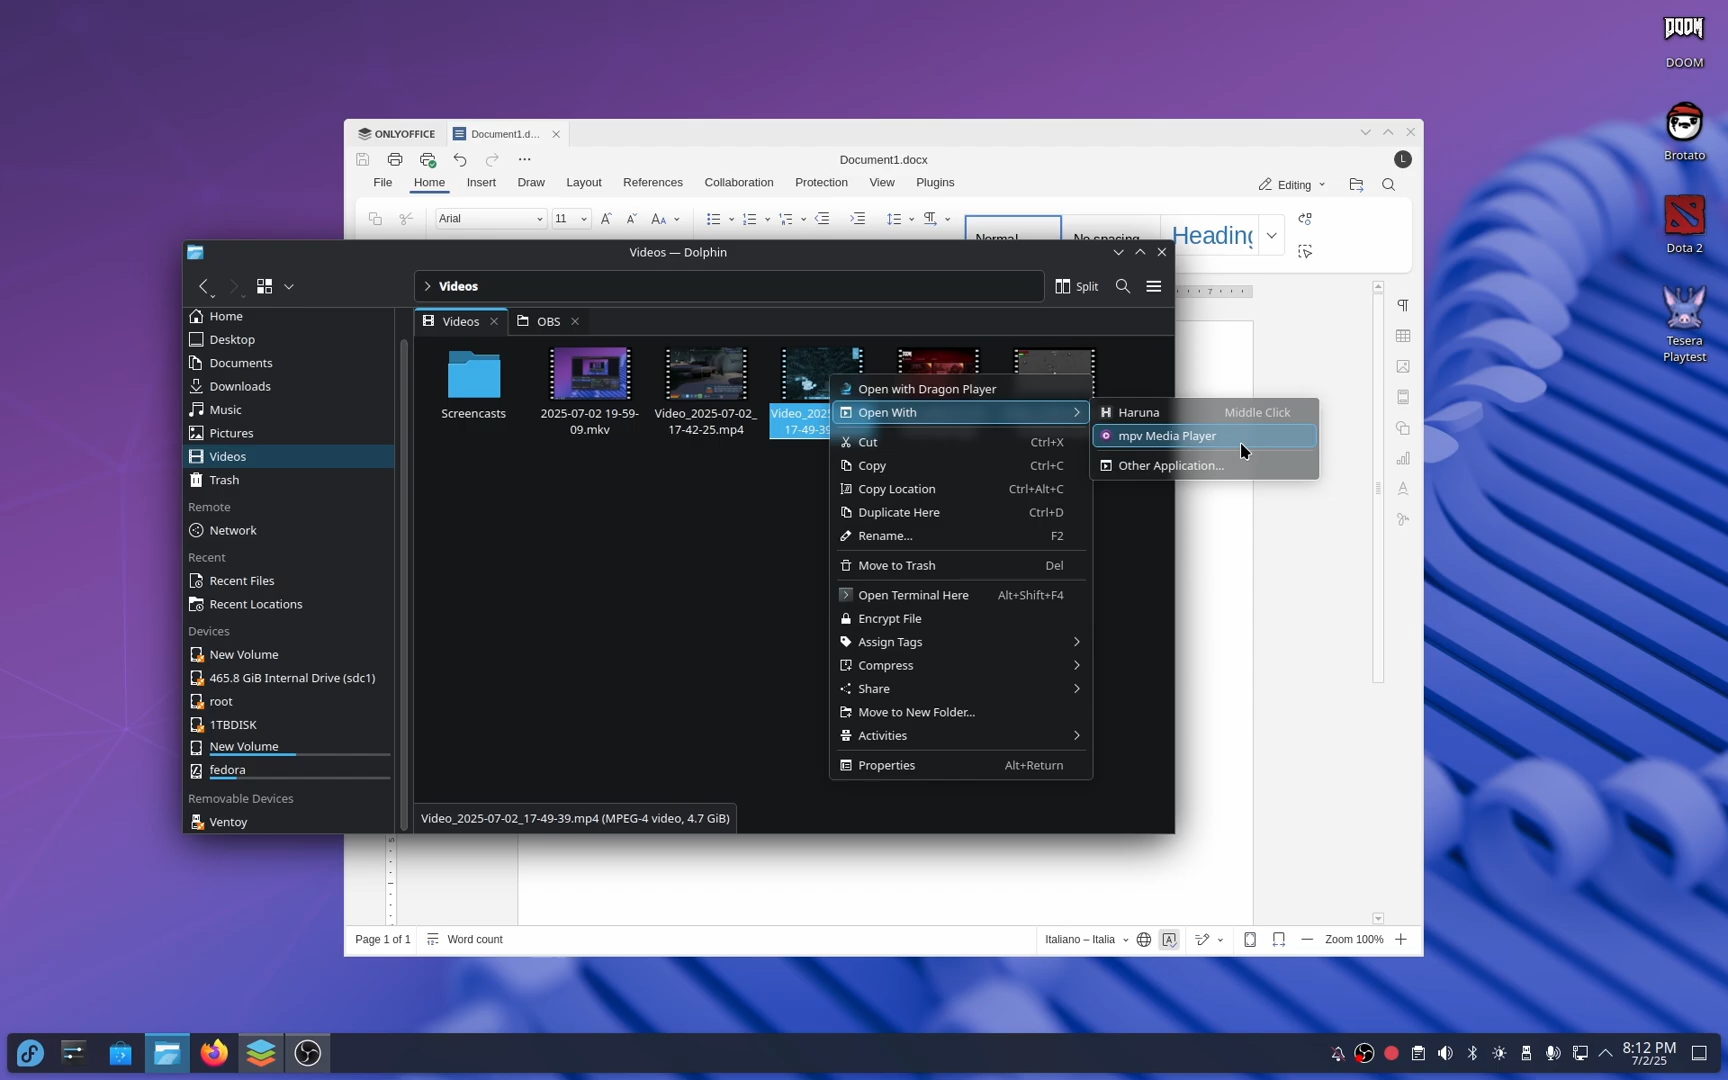 DOOM
DOOM
Brotato
Dota 2
Tesera
Playtest
ONLYOFFICE
Document1.d...
Document1.docx
L
File
Home
Insert
Draw
Layout
References
Collaboration
Protection
View
Plugins
Editing
Arial
11
Normal
No spacing
Heading
7
Videos — Dolphin
Videos
Split
Videos
OBS
Home
Desktop
Documents
Downloads
Music
Pictures
Videos
Trash
Remote
Network
Recent
Recent Files
Recent Locations
Devices
New Volume
465.8 GiB Internal Drive (sdc1)
root
1TBDISK
New Volume
fedora
Removable Devices
Ventoy
Screencasts
2025-07-02 19-59-
09.mkv
Video_2025-07-02_
17-42-25.mp4
Video_202
17-49-39
Open with Dragon Player
Open With
Cut Ctrl+X
Copy Ctrl+C
Copy Location Ctrl+Alt+C
Duplicate Here Ctrl+D
Rename... F2
Move to Trash Del
Open Terminal Here Alt+Shift+F4
Encrypt File
Assign Tags
Compress
Share
Move to New Folder...
Activities
Properties Alt+Return
Haruna Middle Click
mpv Media Player
Other Application...
Video_2025-07-02_17-49-39.mp4 (MPEG-4 video, 4.7 GiB)
Page 1 of 1
Word count
Italiano – Italia
Zoom 100%
8:12 PM
7/2/25